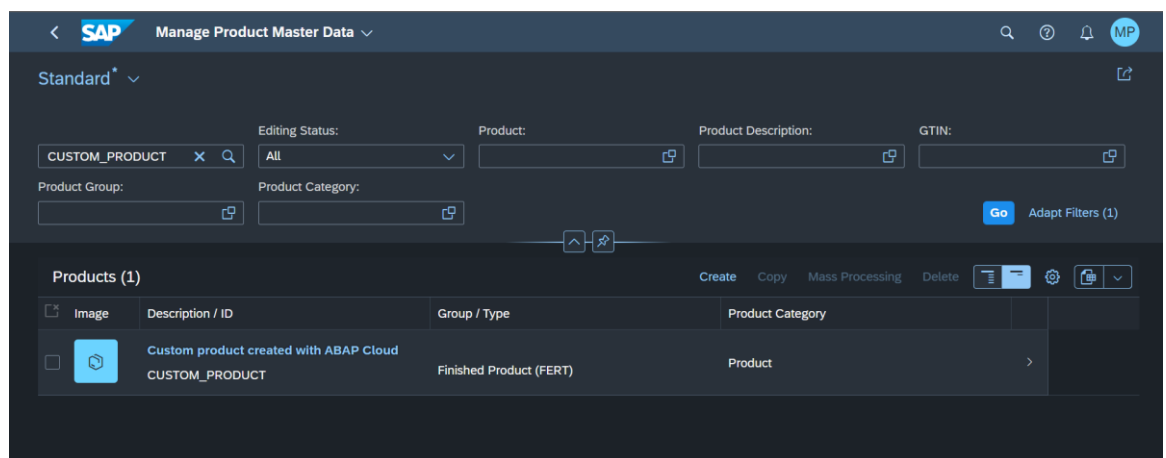 SAP Manage Product Master Data MP
Standard*
Editing Status: Product: Product Description: GTIN:
CUSTOM_PRODUCT All
Product Group: Product Category:
Go Adapt Filters (1)
Products (1) Create Copy Mass Processing Delete
Image Description / ID Group / Type Product Category
Custom product created with ABAP Cloud
CUSTOM_PRODUCT Finished Product (FERT) Product